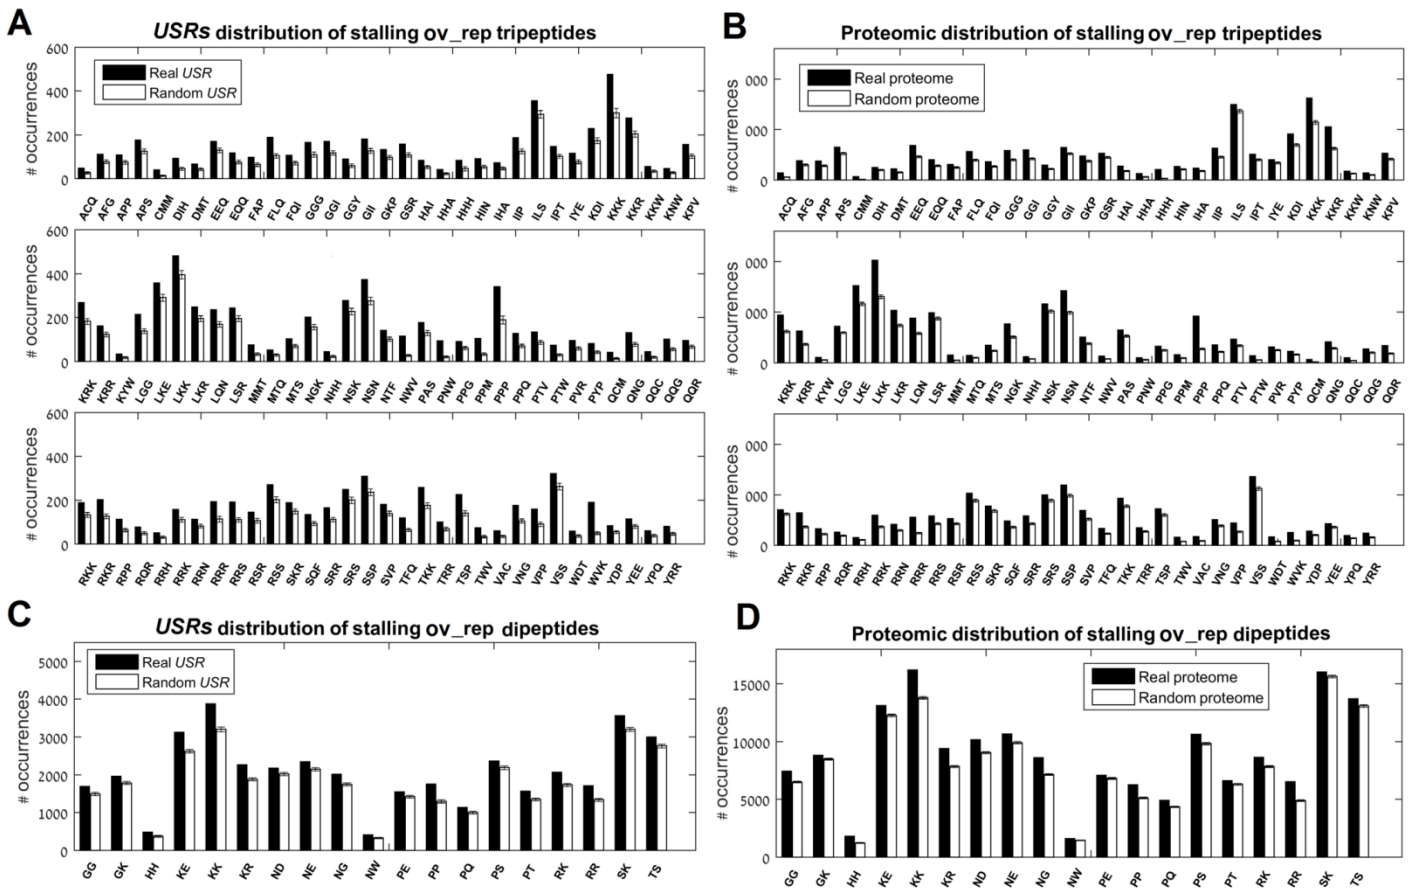 A
USRs distribution of stalling ov_rep tripeptides
# occurrences
600
400
200
0
Real USR
Random USR
ACQ AFG APP APS CMM DIH DMT EEQ EQQ FAP FLQ FQI GGG GGI GGY GII GKP GSR HAI HHA HHH HIN IHA IIP ILS IPT IYE KDI KKK KKR KKW KNW KPV
# occurrences
600
400
200
0
KRK KRR KYW LGG LKE LKK LKR LQN LSR MMT MTQ MTS NGK NHH NSK NSN NTF NWV PAS PNW PPG PPM PPP PPQ PTV PTW PVR PYP QCM QNG QQC QQG QQR
# occurrences
600
400
200
0
RKK RKR RPP RQR RRH RRK RRN RRR RRS RSR RSS SKR SQF SRR SRS SSP SVP TFQ TKK TRR TSP TWV VAC VNG VPP VSS WDT WVK YDP YEE YPQ YRR
B
Proteomic distribution of stalling ov_rep tripeptides
# occurrences
000
000
0
Real proteome
Random proteome
ACQ AFG APP APS CMM DIH DMT EEQ EQQ FAP FLQ FQI GGG GGI GGY GII GKP GSR HAI HHA HHH HIN IHA IIP ILS IPT IYE KDI KKK KKR KKW KNW KPV
# occurrences
000
000
0
KRK KRR KYW LGG LKE LKK LKR LQN LSR MMT MTQ MTS NGK NHH NSK NSN NTF NWV PAS PNW PPG PPM PPP PPQ PTV PTW PVR PYP QCM QNG QQC QQG QQR
# occurrences
000
000
0
RKK RKR RPP RQR RRH RRK RRN RRR RRS RSR RSS SKR SQF SRR SRS SSP SVP TFQ TKK TRR TSP TWV VAC VNG VPP VSS WDT WVK YDP YEE YPQ YRR
C
USRs distribution of stalling ov_rep dipeptides
# occurrences
5000
4000
3000
2000
1000
0
Real USR
Random USR
GG GK HH KE KK KR ND NE NG NW PE PP PQ PS PT RK RR SK TS
D
Proteomic distribution of stalling ov_rep dipeptides
# occurrences
15000
10000
5000
0
Real proteome
Random proteome
GG GK HH KE KK KR ND NE NG NW PE PP PQ PS PT RK RR SK TS